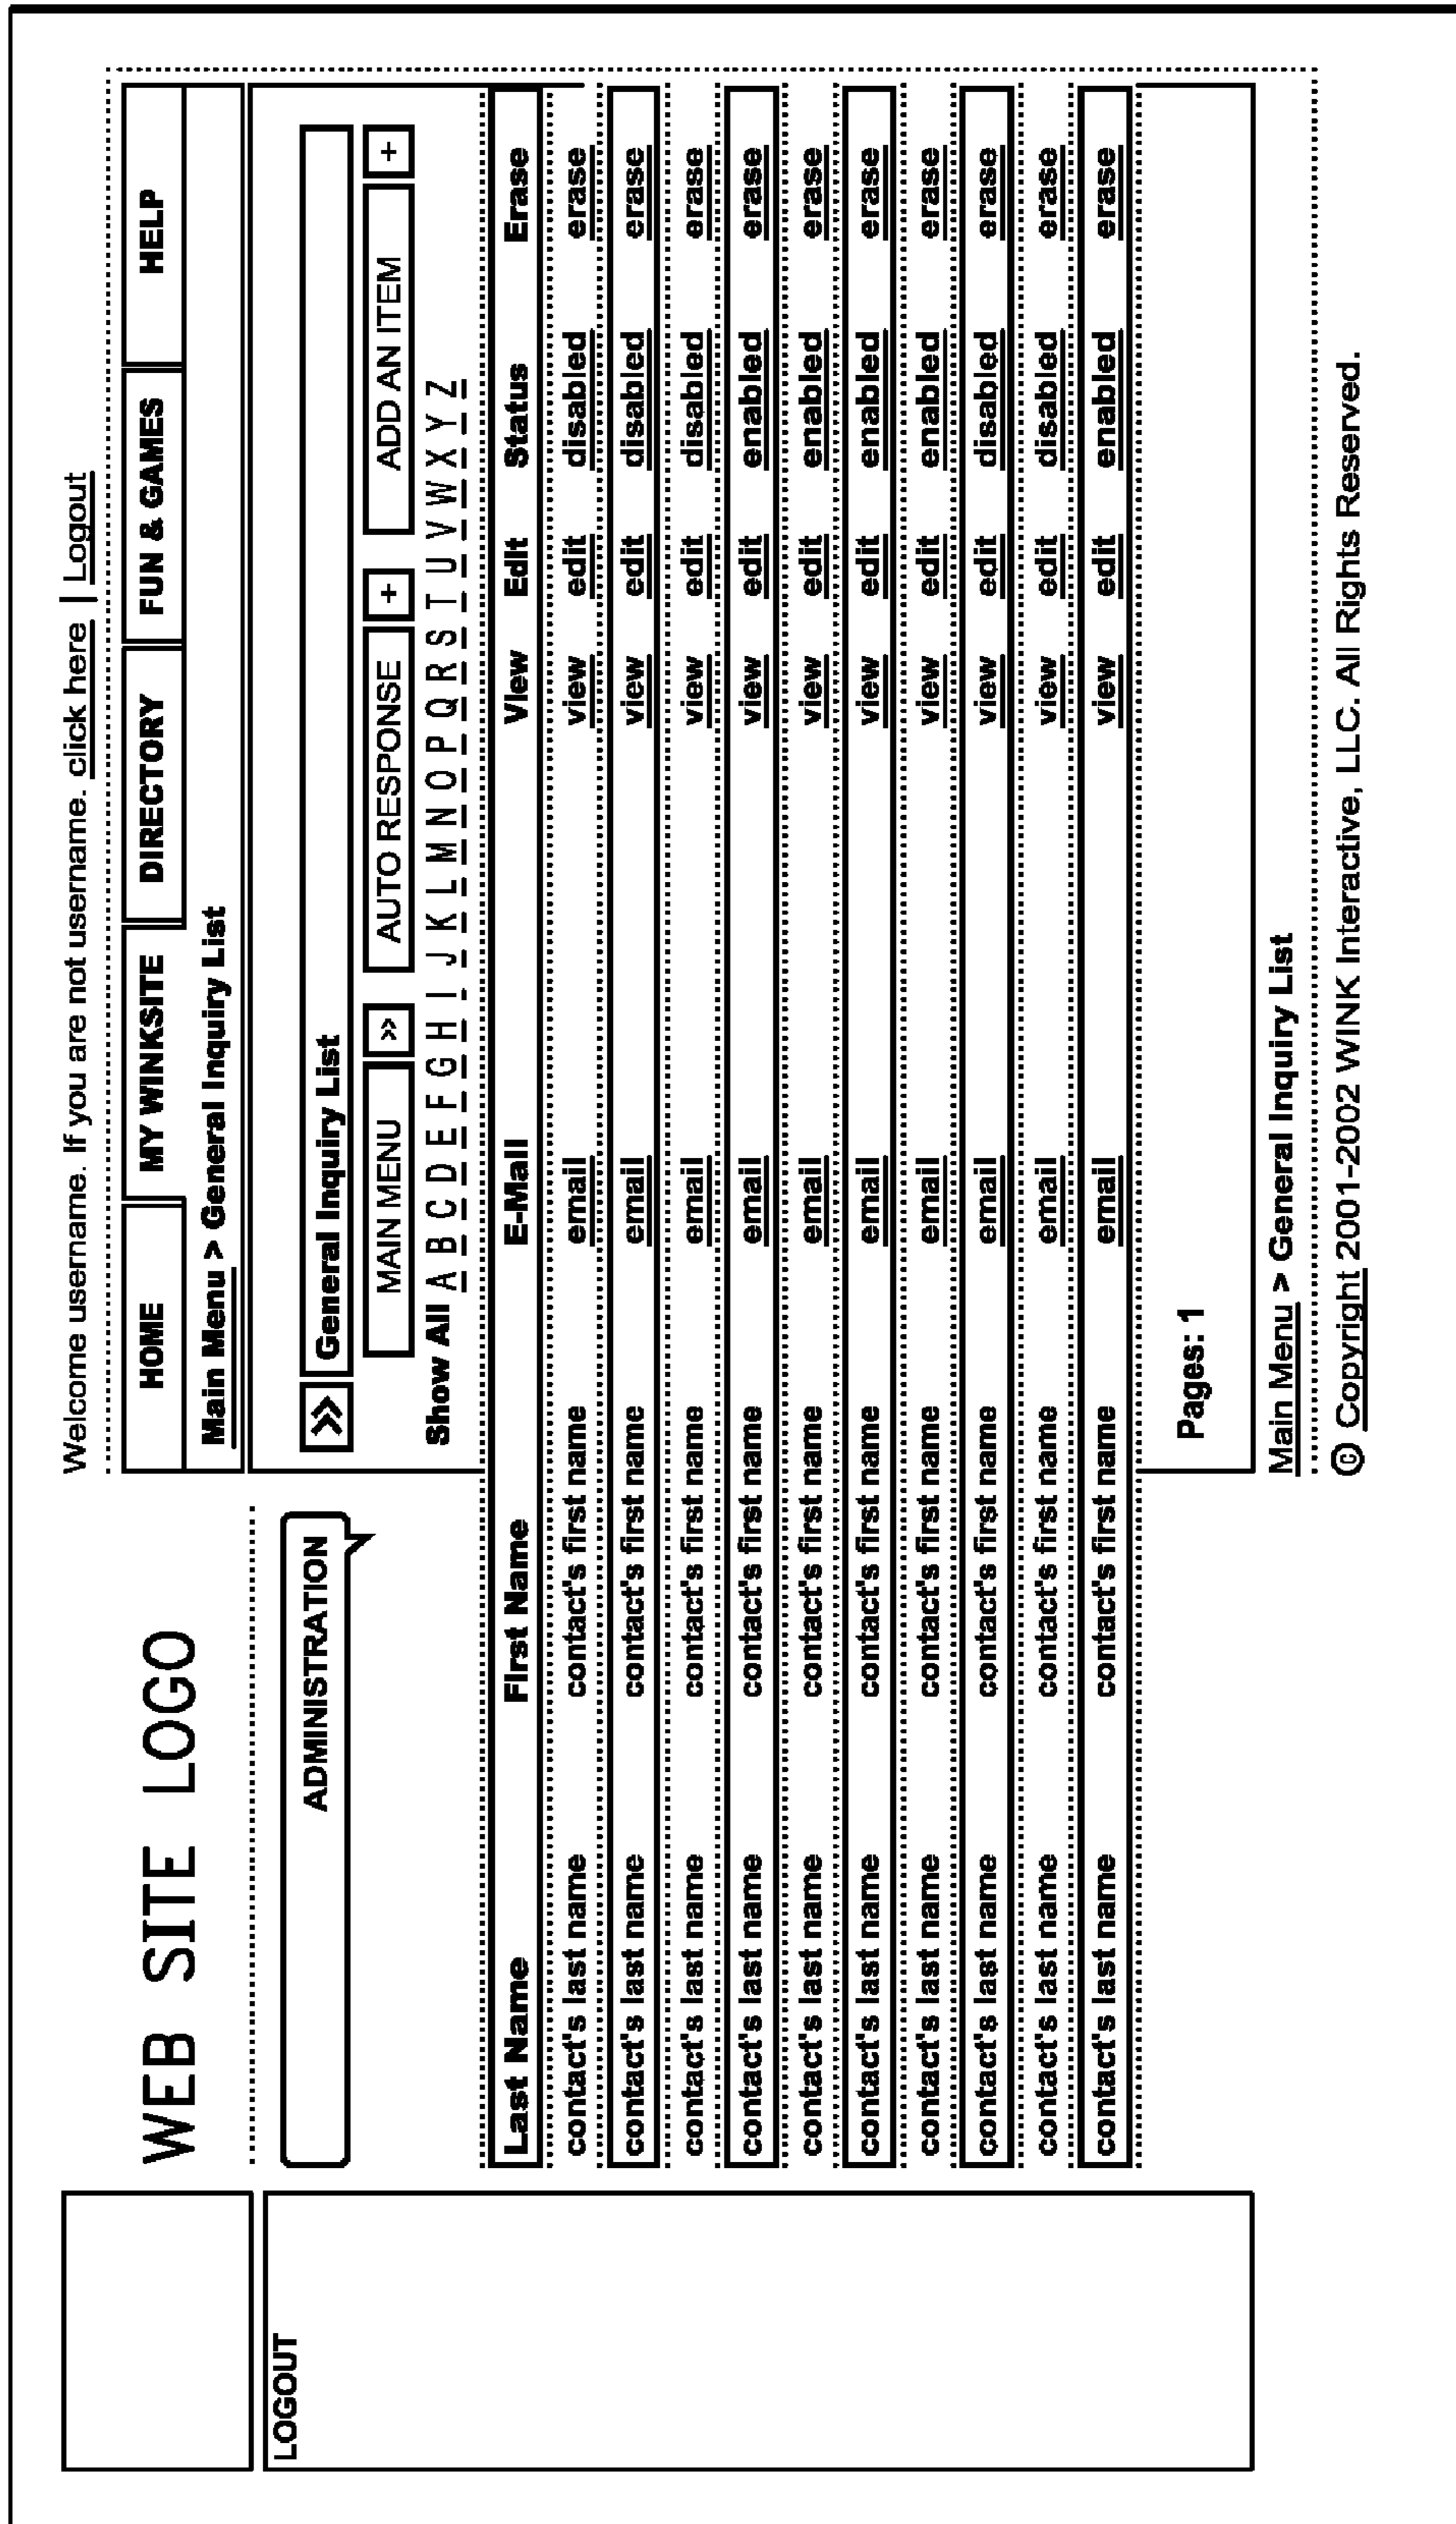 Welcome username. If you are not username. click here | Logout
WEB SITE LOGO
HOME MY WINKSITE DIRECTORY FUN & GAMES HELP
Main Menu > General Inquiry List
LOGOUT
ADMINISTRATION
>> General Inquiry List
MAIN MENU >> AUTO RESPONSE + ADD AN ITEM +
Show All A B C D E F G H I J K L M N O P Q R S T U V W X Y Z
Last Name First Name E-Mail View Edit Status Erase
contact's last name contact's first name email view edit disabled erase
contact's last name contact's first name email view edit disabled erase
contact's last name contact's first name email view edit disabled erase
contact's last name contact's first name email view edit enabled erase
contact's last name contact's first name email view edit enabled erase
contact's last name contact's first name email view edit enabled erase
contact's last name contact's first name email view edit enabled erase
contact's last name contact's first name email view edit disabled erase
contact's last name contact's first name email view edit disabled erase
contact's last name contact's first name email view edit enabled erase
Pages: 1
Main Menu > General Inquiry List
© Copyright 2001-2002 WINK Interactive, LLC. All Rights Reserved.